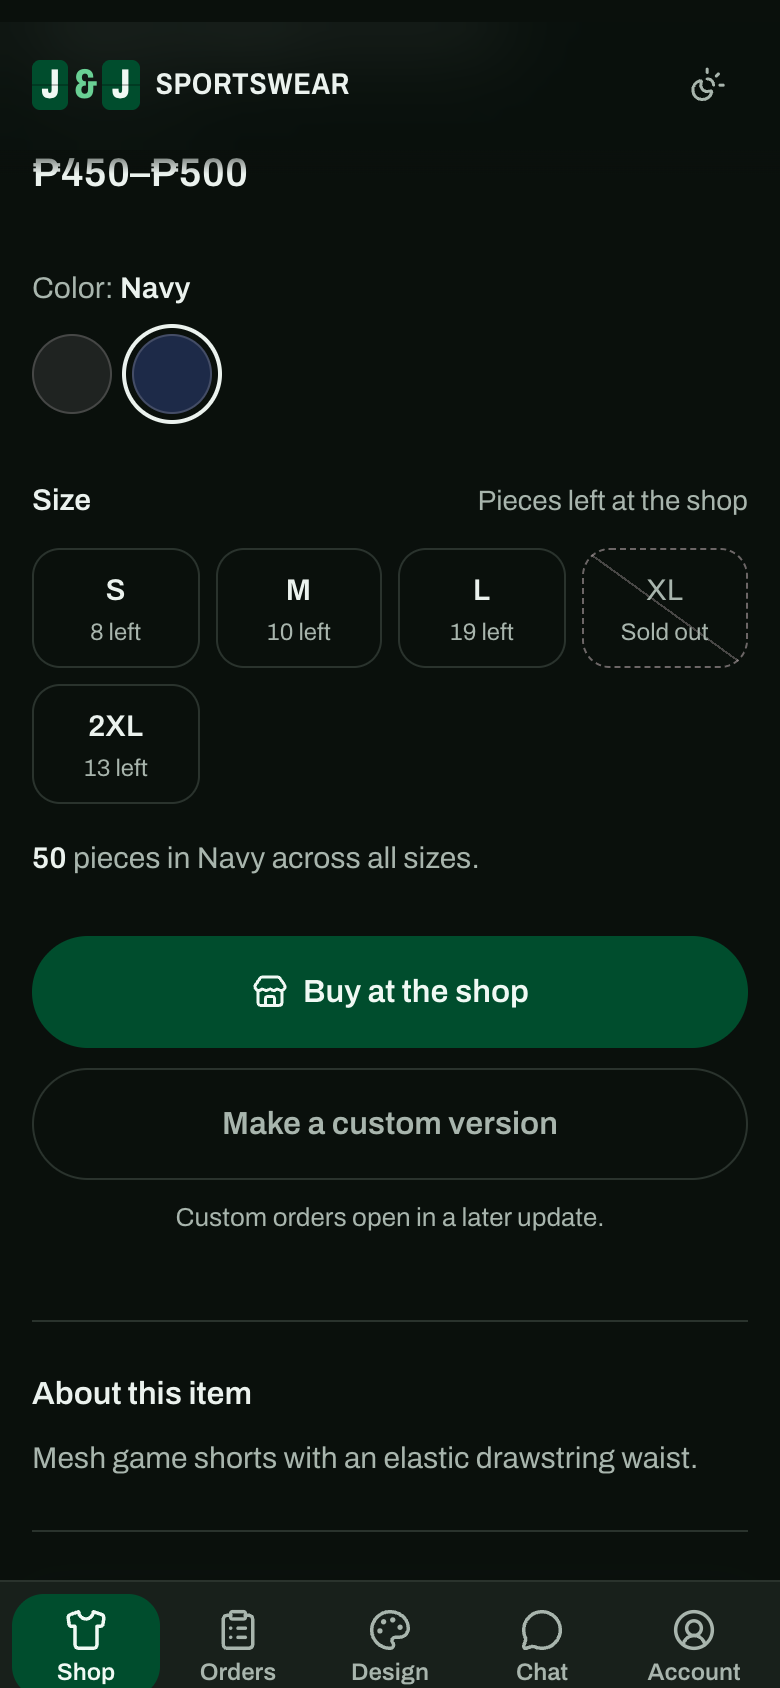 J & J SPORTSWEAR
₱450–₱500
Color: Navy
Size
Pieces left at the shop
S
8 left
M
10 left
L
19 left
XL
Sold out
2XL
13 left
50 pieces in Navy across all sizes.
Buy at the shop
Make a custom version
Custom orders open in a later update.
About this item
Mesh game shorts with an elastic drawstring waist.
Shop
Orders
Design
Chat
Account